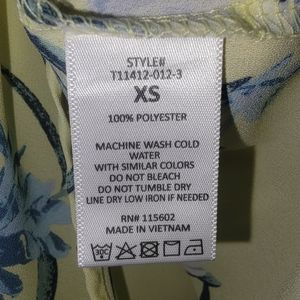 STYLE#
T11412-012-3
XS
100% POLYESTER
MACHINE WASH COLD
WATER
WITH SIMILAR COLORS
DO NOT BLEACH
DO NOT TUMBLE DRY
LINE DRY LOW IRON IF NEEDED
RN# 115602
MADE IN VIETNAM
30C